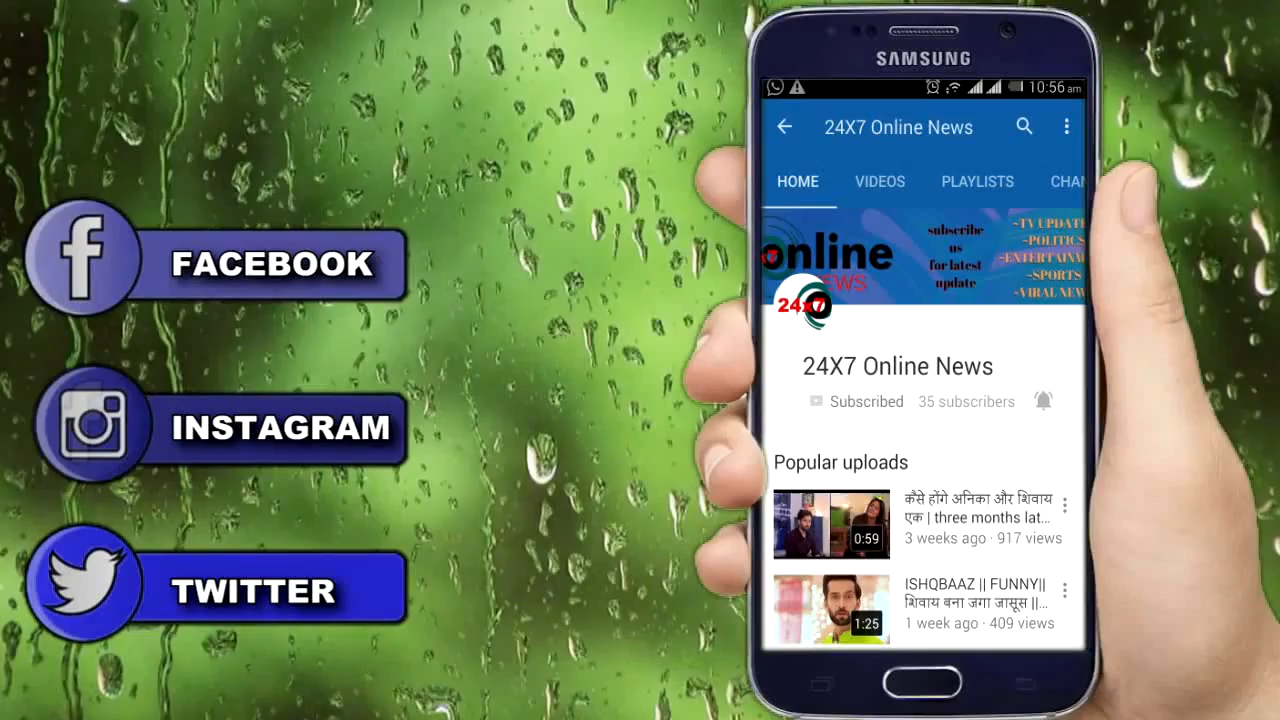 FACEBOOK
INSTAGRAM
TWITTER
SAMSUNG
10:56 am
24X7 Online News
HOME VIDEOS PLAYLISTS CHAN
online
NEWS
24x7
subscribe
us
for latest
update
~TV UPDATE
~POLITICS
~ENTERTAINM
~SPORTS
~VIRAL NEW
24X7 Online News
Subscribed 35 subscribers
Popular uploads
कैसे होंगे अनिका और शिवाय
एक | three months lat...
3 weeks ago · 917 views
0:59
ISHQBAAZ || FUNNY||
शिवाय बना जगा जासूस ||...
1 week ago · 409 views
1:25